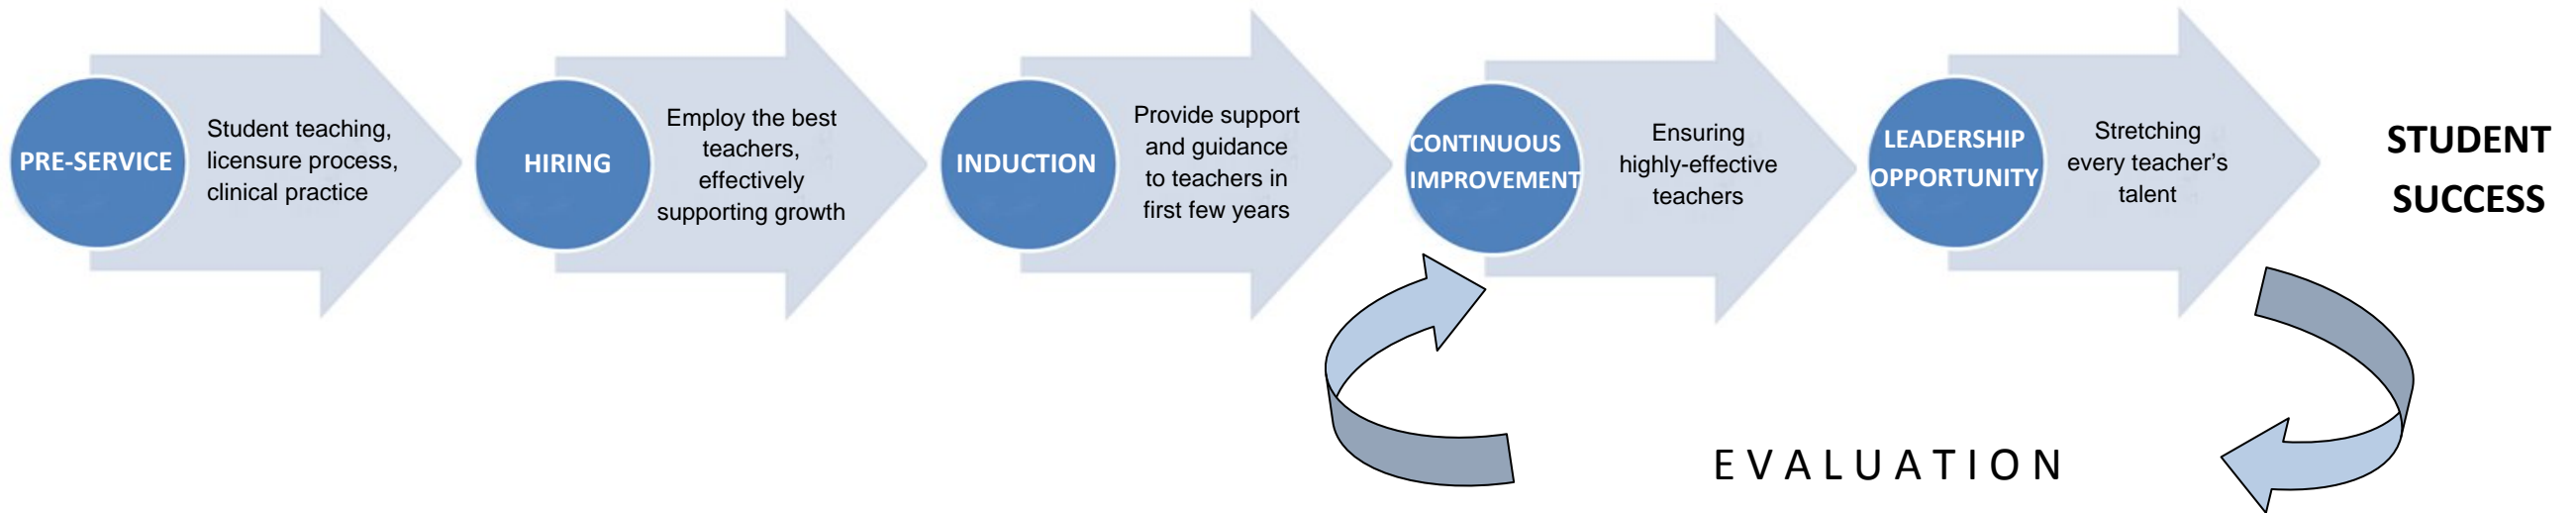 PRE-SERVICE
Student teaching,
licensure process,
clinical practice
HIRING
Employ the best
teachers,
effectively
supporting growth
INDUCTION
Provide support
and guidance
to teachers in
first few years
CONTINUOUS
IMPROVEMENT
Ensuring
highly-effective
teachers
LEADERSHIP
OPPORTUNITY
Stretching
every teacher’s
talent
STUDENT
SUCCESS
EVALUATION